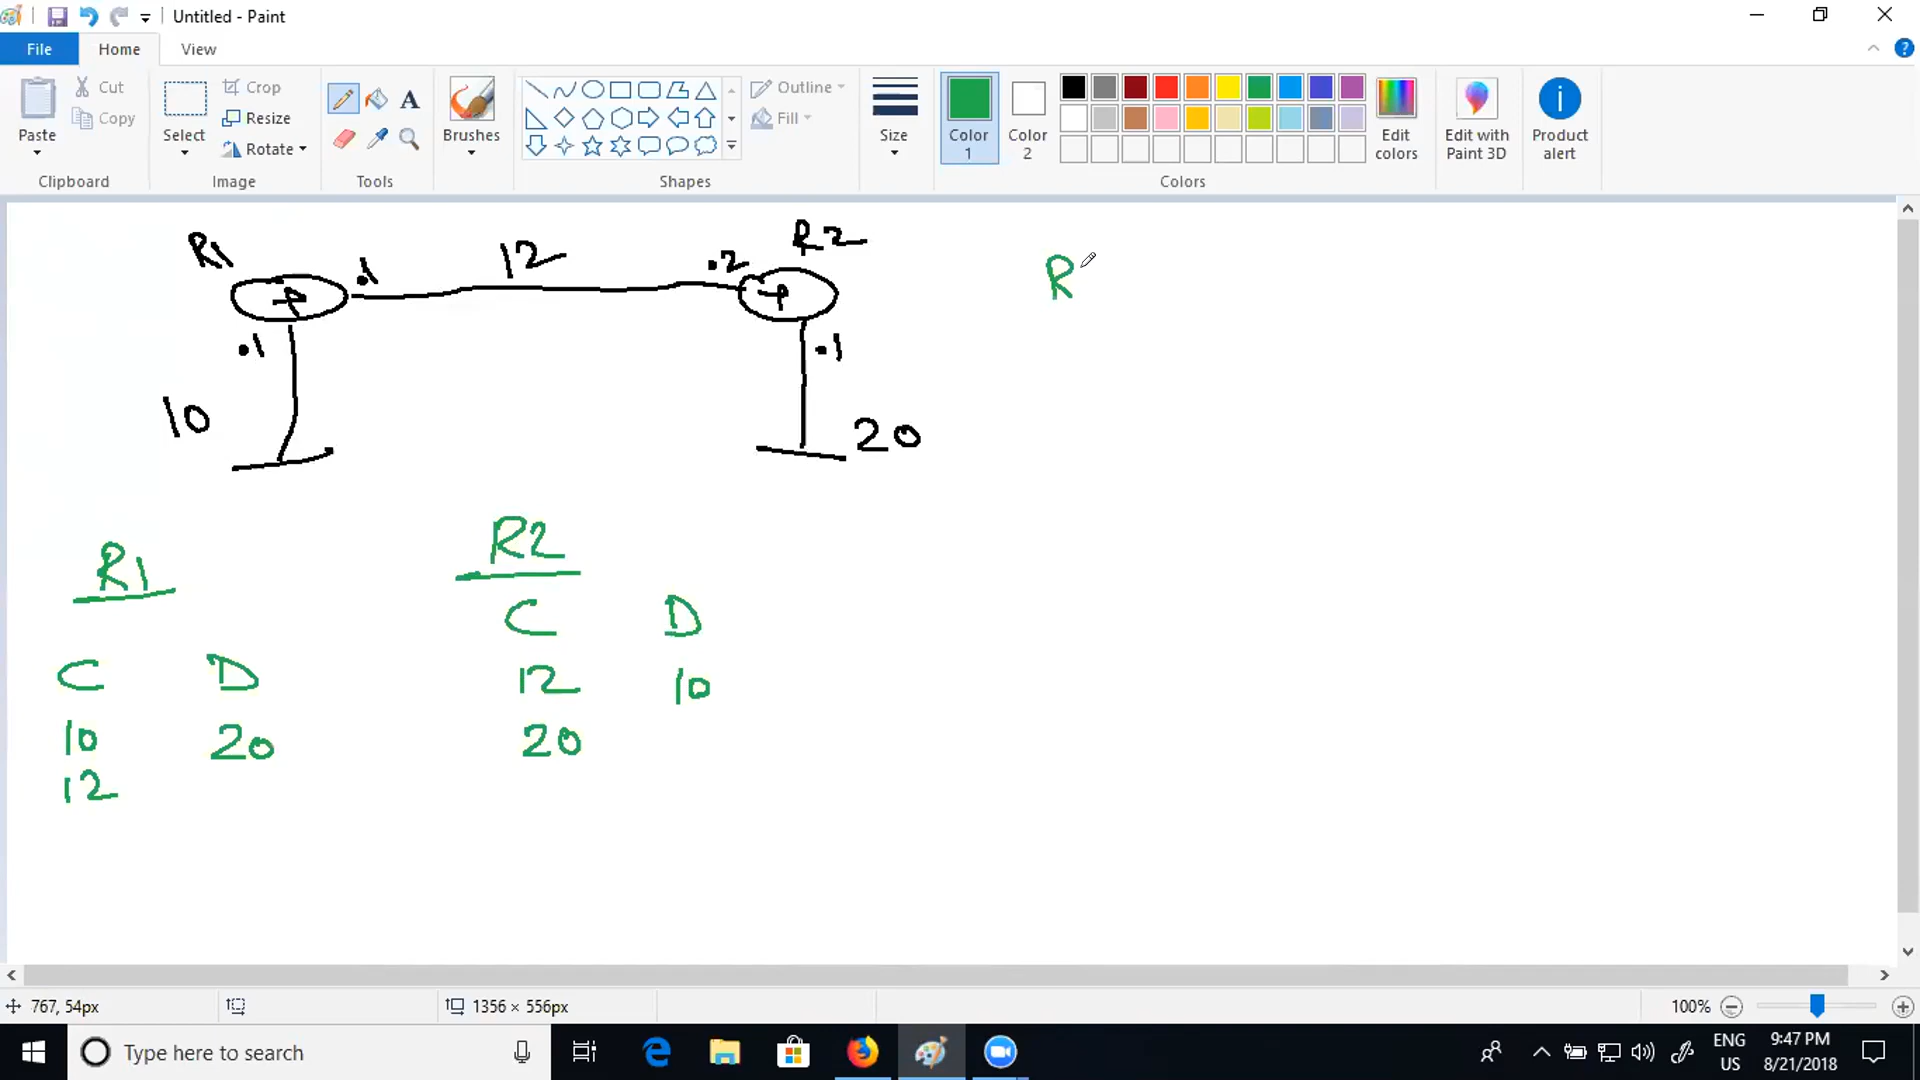 Untitled - Paint
File
Home
View
Paste
Cut
Copy
Clipboard
Select
Crop
Resize
Rotate
Image
Tools
Brushes
Shapes
Outline
Fill
Size
Color 1
Color 2
Edit colors
Colors
Edit with Paint 3D
Product alert
R1
.1
12
.2
R2
.1
10
.1
20
R
R1
C D
10 20
12
R2
C D
12 10
20
767, 54px
1356 × 556px
100%
Type here to search
ENG
US
9:47 PM
8/21/2018